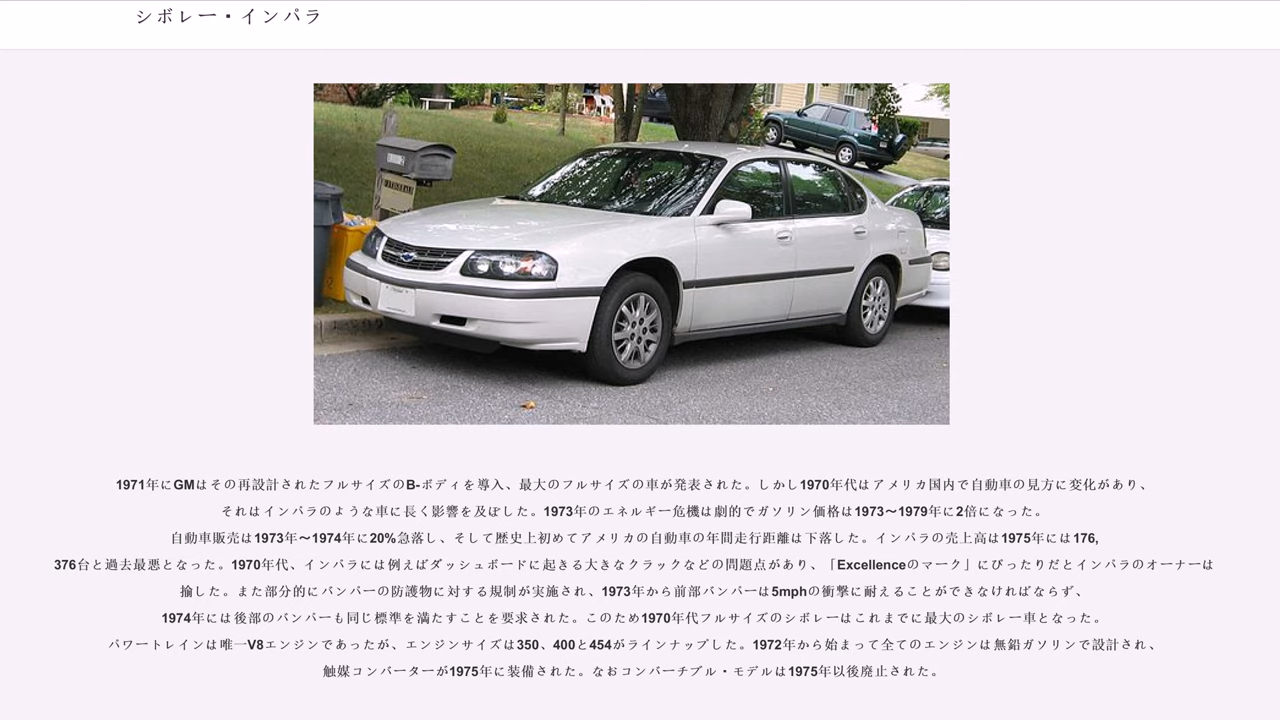 シボレー・インパラ
1971年にGMはその再設計されたフルサイズのB-ボディを導入、最大のフルサイズの車が発表された。しかし1970年代はアメリカ国内で自動車の見方に変化があり、
それはインパラのような車に長く影響を及ぼした。1973年のエネルギー危機は劇的でガソリン価格は1973〜1979年に2倍になった。
自動車販売は1973年〜1974年に20%急落し、そして歴史上初めてアメリカの自動車の年間走行距離は下落した。インパラの売上高は1975年には176,
376台と過去最悪となった。1970年代、インパラには例えばダッシュボードに起きる大きなクラックなどの問題点があり、「Excellenceのマーク」にぴったりだとインパラのオーナーは
揄した。また部分的にバンパーの防護物に対する規制が実施され、1973年から前部バンパーは5mphの衝撃に耐えることができなければならず、
1974年には後部のバンパーも同じ標準を満たすことを要求された。このため1970年代フルサイズのシボレーはこれまでに最大のシボレー車となった。
パワートレインは唯一V8エンジンであったが、エンジンサイズは350、400と454がラインナップした。1972年から始まって全てのエンジンは無鉛ガソリンで設計され、
触媒コンバーターが1975年に装備された。なおコンバーチブル・モデルは1975年以後廃止された。